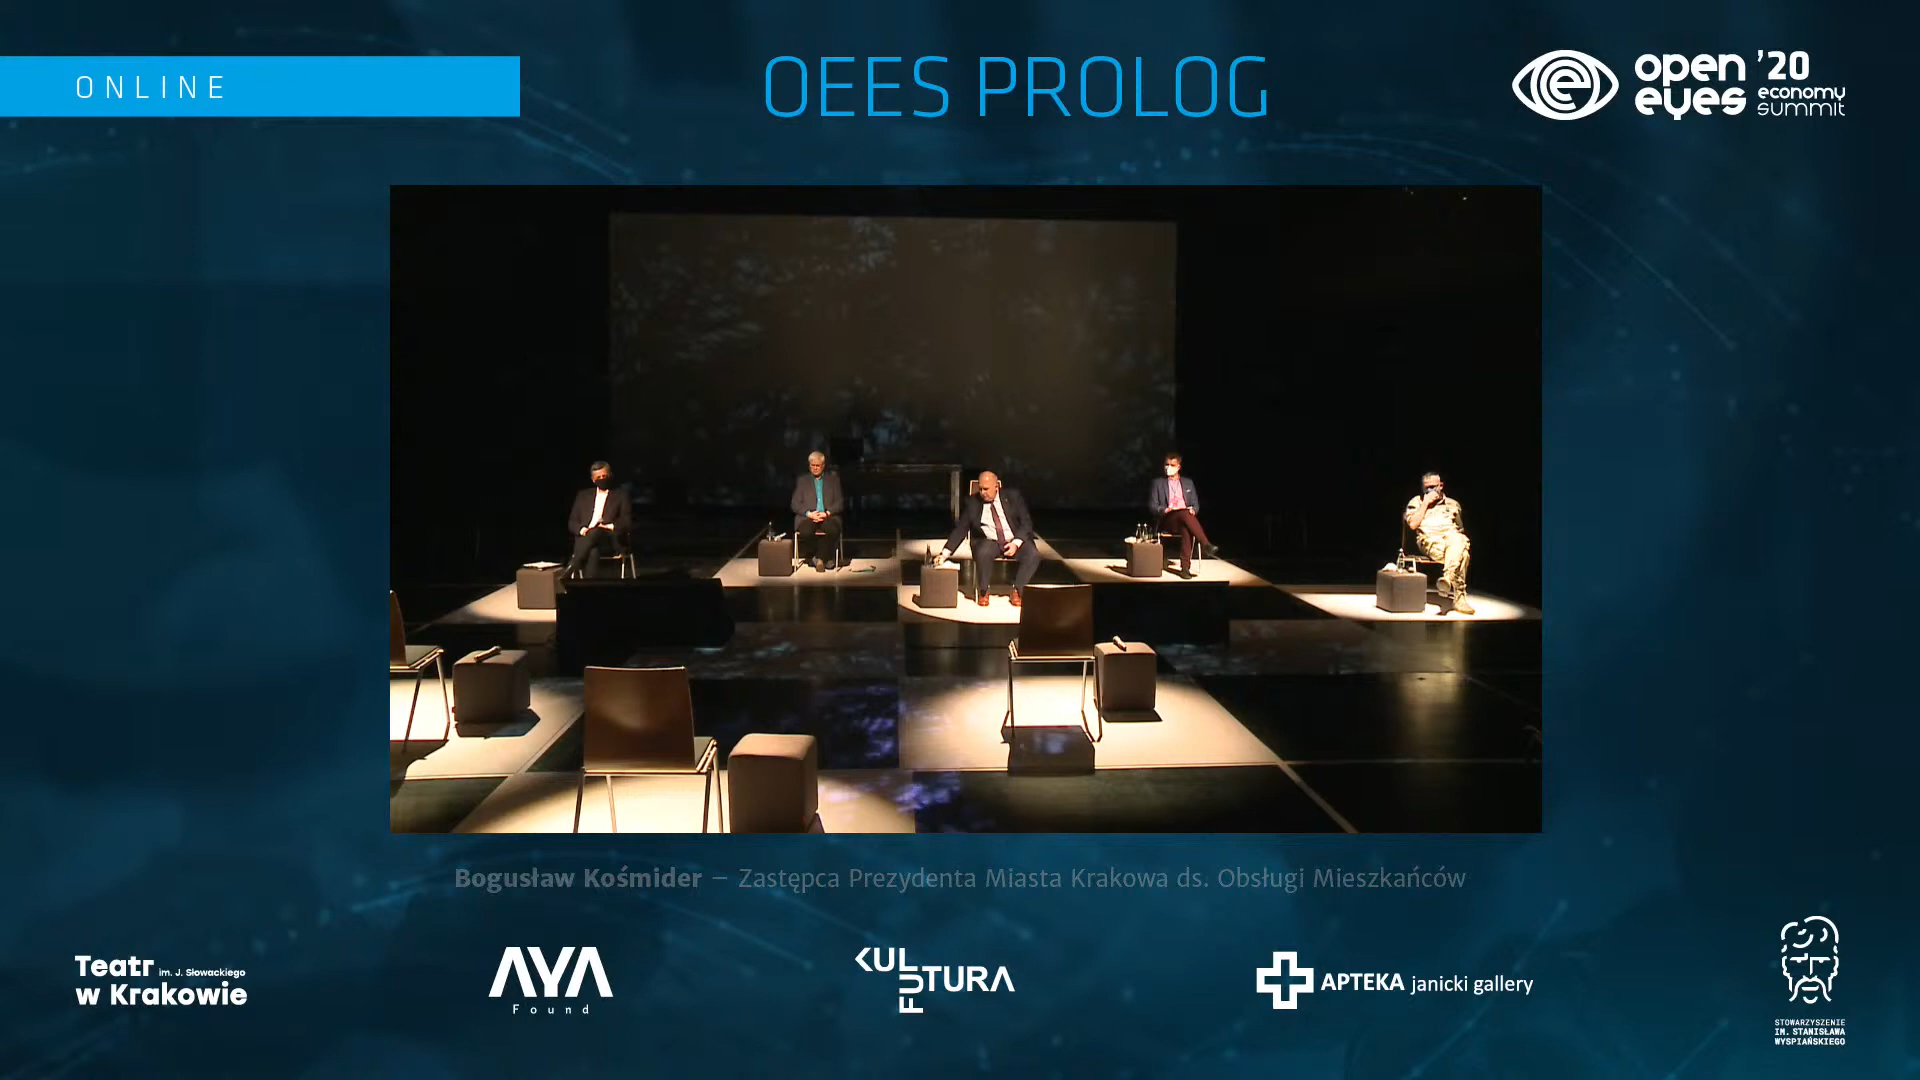 ONLINE
OEES PROLOG
open eyes '20 economy summit
Bogusław Kośmider – Zastępca Prezydenta Miasta Krakowa ds. Obsługi Mieszkańców
Teatr im. J. Słowackiego
w Krakowie
AYA
Found
KULTURA
FUTURA
APTEKA janicki gallery
STOWARZYSZENIE
IM. STANISŁAWA
WYSPIAŃSKIEGO